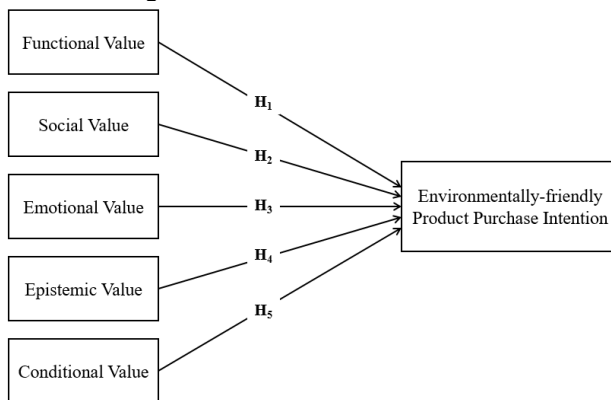 Functional Value
H1
Social Value
H2
Environmentally-friendly
Product Purchase Intention
Emotional Value
H3
Epistemic Value
H4
H5
Conditional Value